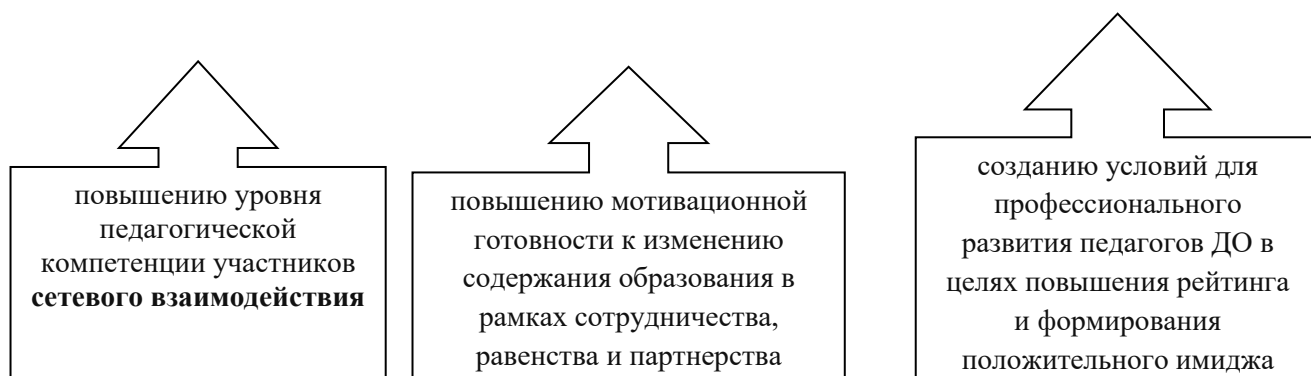 повышению уровня
педагогической
компетенции участников
сетевого взаимодействия
повышению мотивационной
готовности к изменению
содержания образования в
рамках сотрудничества,
равенства и партнерства
созданию условий для
профессионального
развития педагогов ДО в
целях повышения рейтинга
и формирования
положительного имиджа